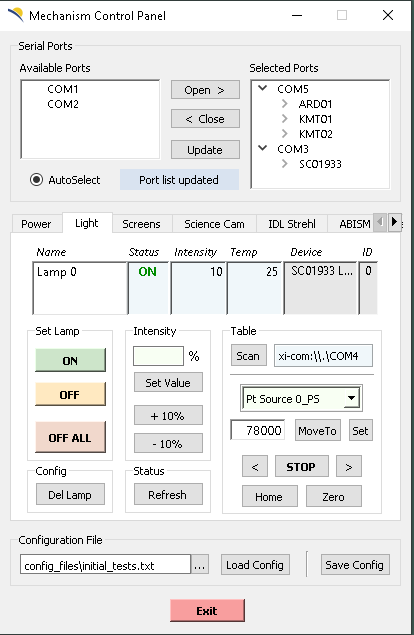 Mechanism Control Panel
Serial Ports
Available Ports
COM1
COM2
Open >
< Close
Update
AutoSelect
Port list updated
Selected Ports
COM5
ARD01
KMT01
KMT02
COM3
SC01933
Power Light Screens Science Cam IDL Strehl ABISM
Name Status Intensity Temp Device ID
Lamp 0 ON 10 25 SC01933 L... 0
Set Lamp
ON
OFF
OFF ALL
Intensity
%
Set Value
+ 10%
- 10%
Table
Scan xi-com:\\.\COM4
Pt Source 0_PS
78000 MoveTo Set
< STOP >
Home Zero
Config
Del Lamp
Status
Refresh
Configuration File
config_files\initial_tests.txt ... Load Config Save Config
Exit